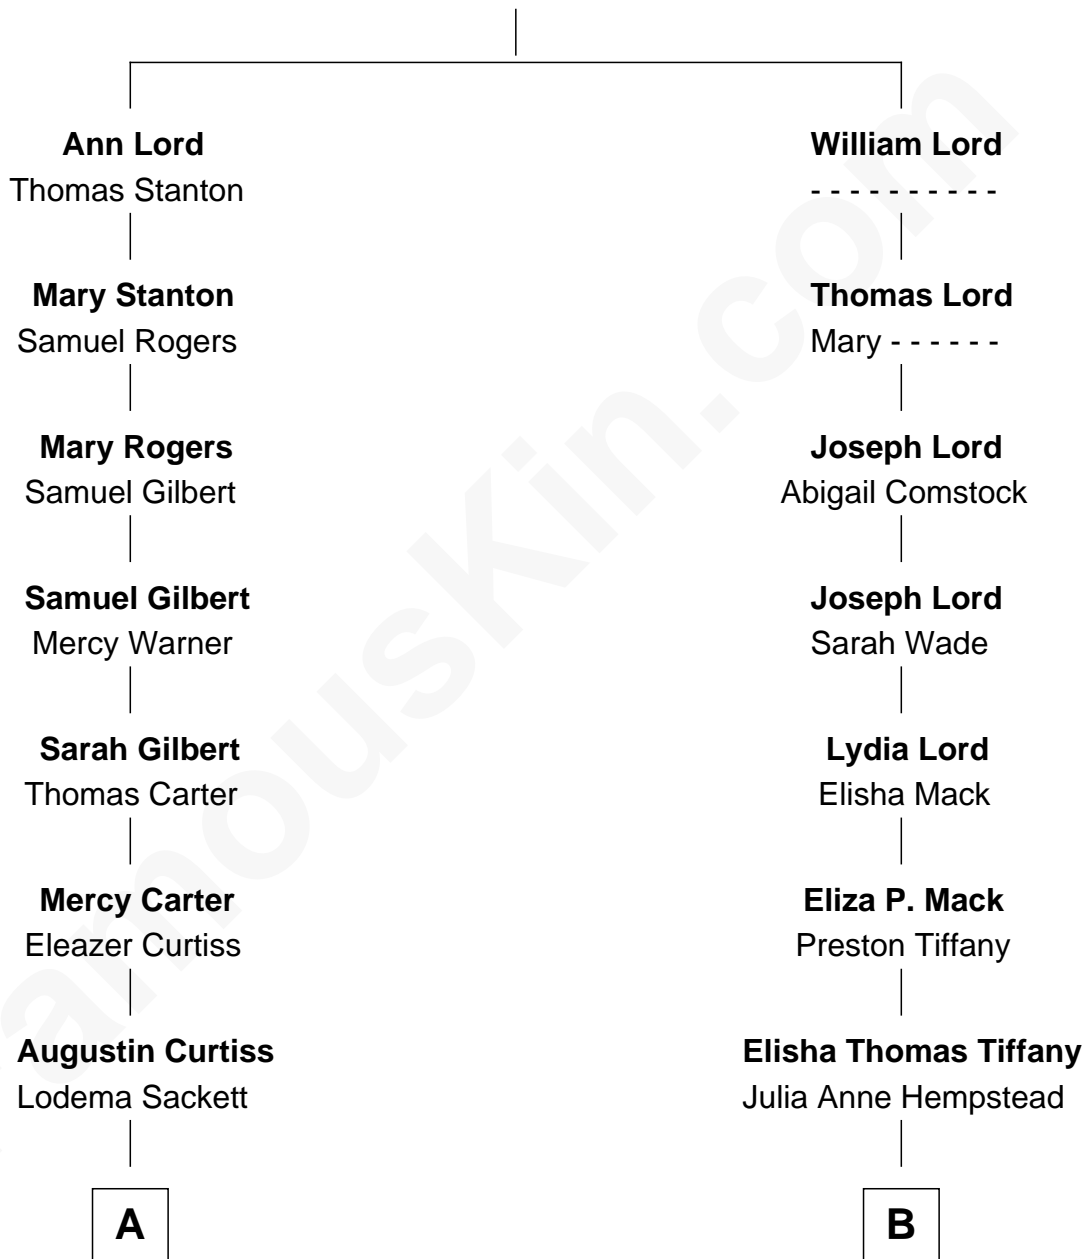 Ann Lord
Thomas Stanton
Mary Stanton
Samuel Rogers
Mary Rogers
Samuel Gilbert
Samuel Gilbert
Mercy Warner
Sarah Gilbert
Thomas Carter
Mercy Carter
Eleazer Curtiss
Augustin Curtiss
Lodema Sackett
A
William Lord
- - - - - - - - - -
Thomas Lord
Mary - - - - - -
Joseph Lord
Abigail Comstock
Joseph Lord
Sarah Wade
Lydia Lord
Elisha Mack
Eliza P. Mack
Preston Tiffany
Elisha Thomas Tiffany
Julia Anne Hempstead
B
amouskin.com